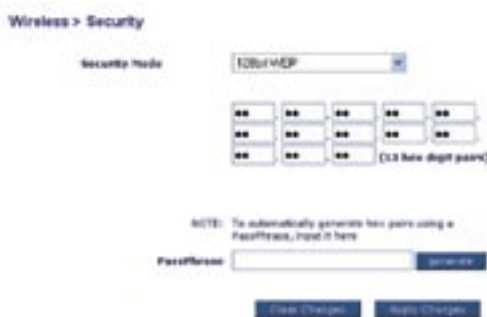 Wireless > Security
Security Mode 128bit WEP
** . ** . ** . ** . ** .
** . ** . ** . ** . ** .
** . ** . ** (13 hex digit pairs)
NOTE: To automatically generate hex pairs using a
PassPhrase, input it here
PassPhrase generate
Clear Changes Apply Changes